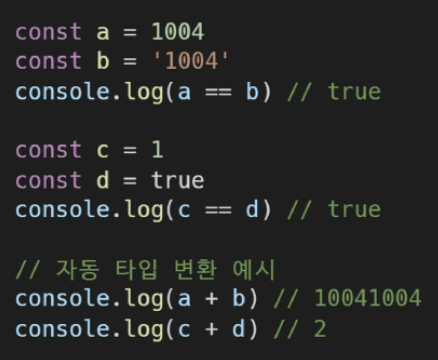 const a = 1004
const b = '1004'
console.log(a == b) // true
const c = 1
const d = true
console.log(c == d) // true
// 자동 타입 변환 예시
console.log(a + b) // 10041004
console.log(c + d) // 2